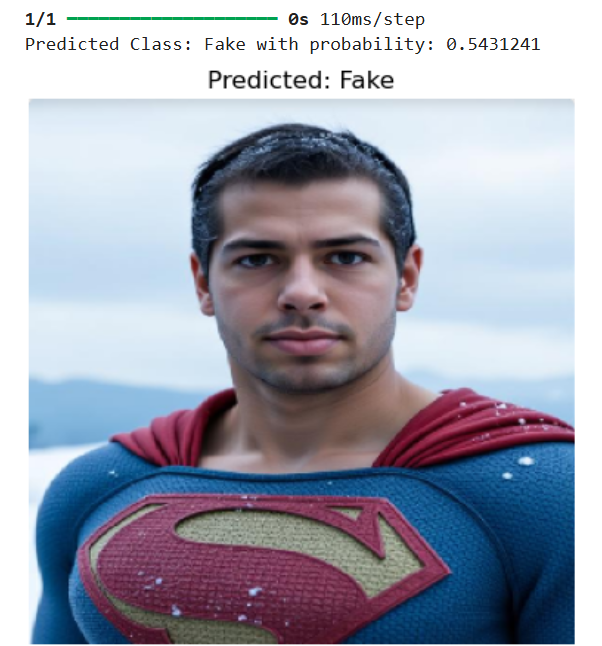 1/1 ━━━━━━━━━━━━━━━━━━━━ 0s 110ms/step
Predicted Class: Fake with probability: 0.5431241
Predicted: Fake